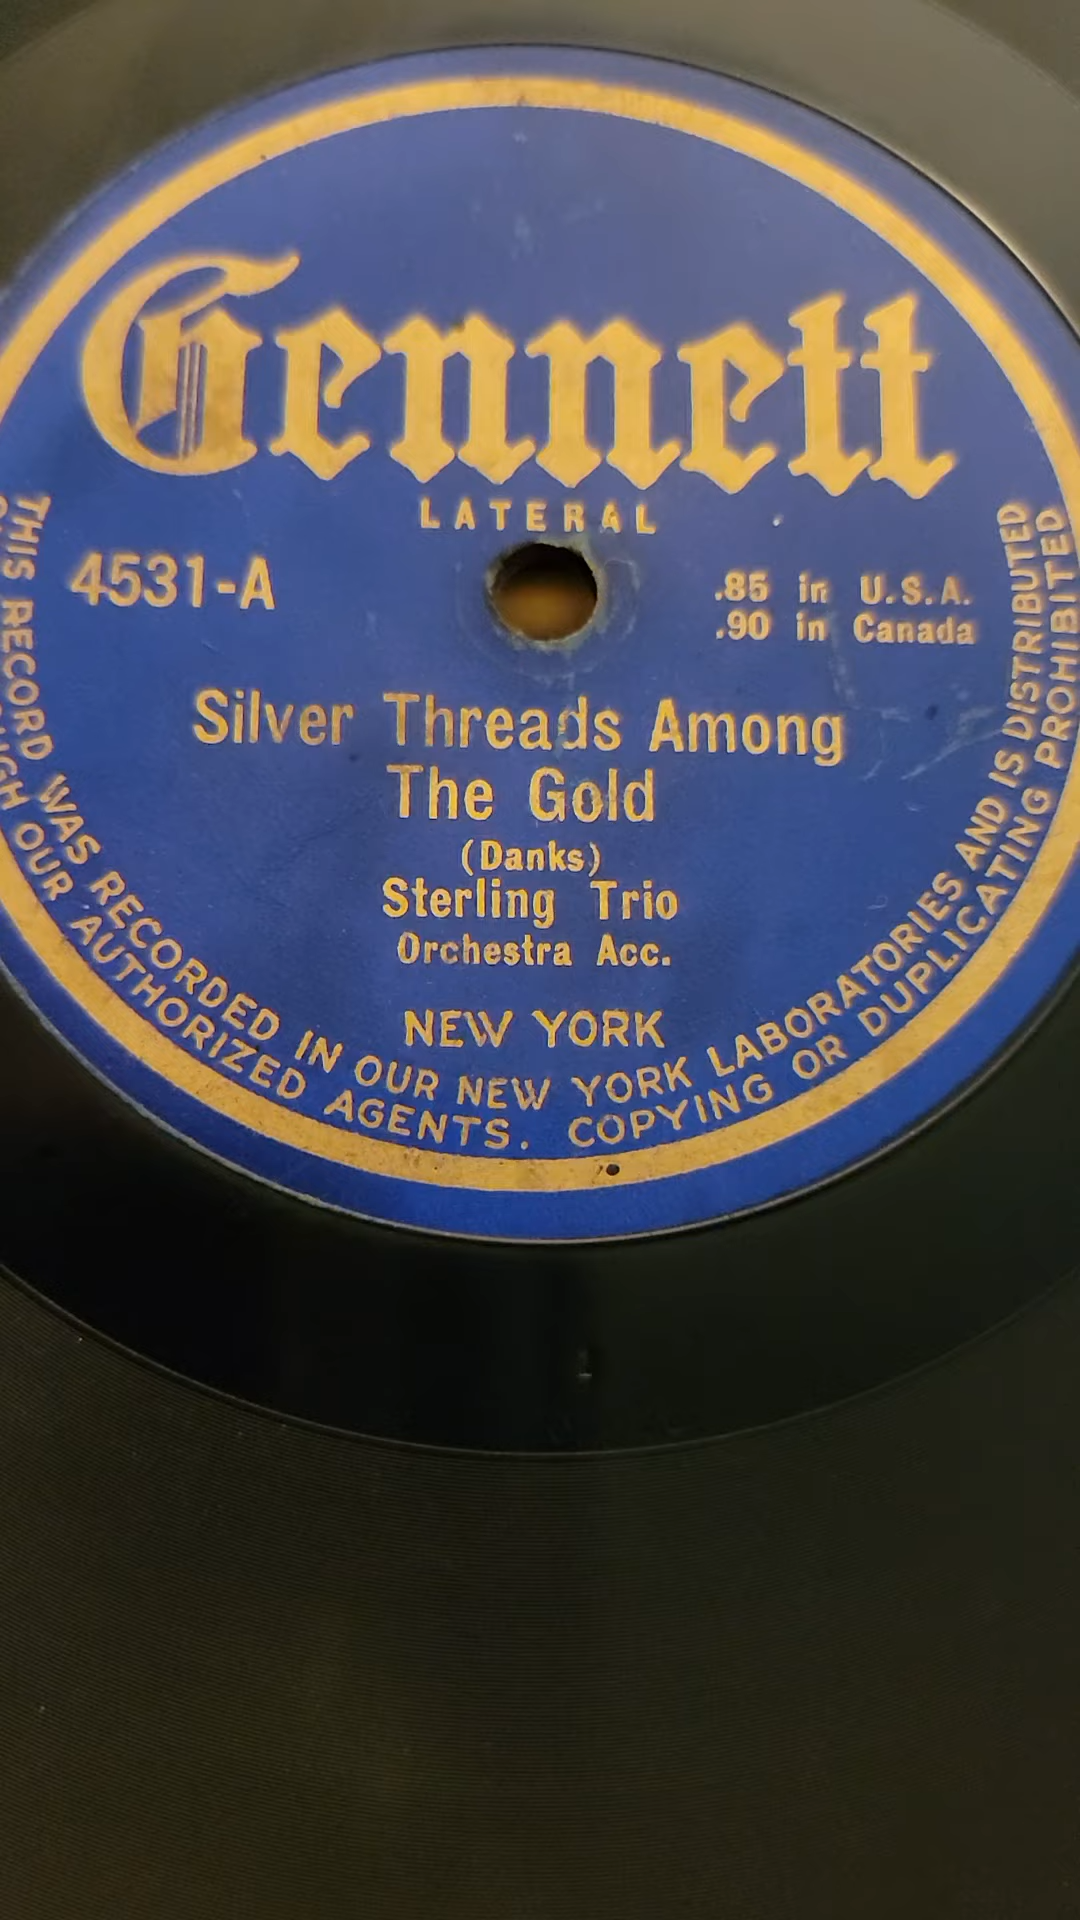 Gennett
LATERAL
4531-A
.85 in U.S.A.
.90 in Canada
Silver Threads Among
The Gold
(Danks)
Sterling Trio
Orchestra Acc.
NEW YORK
THIS RECORD WAS RECORDED IN OUR NEW YORK LABORATORIES AND IS DISTRIBUTED
OUR AUTHORIZED AGENTS. COPYING OR DUPLICATING PROHIBITED